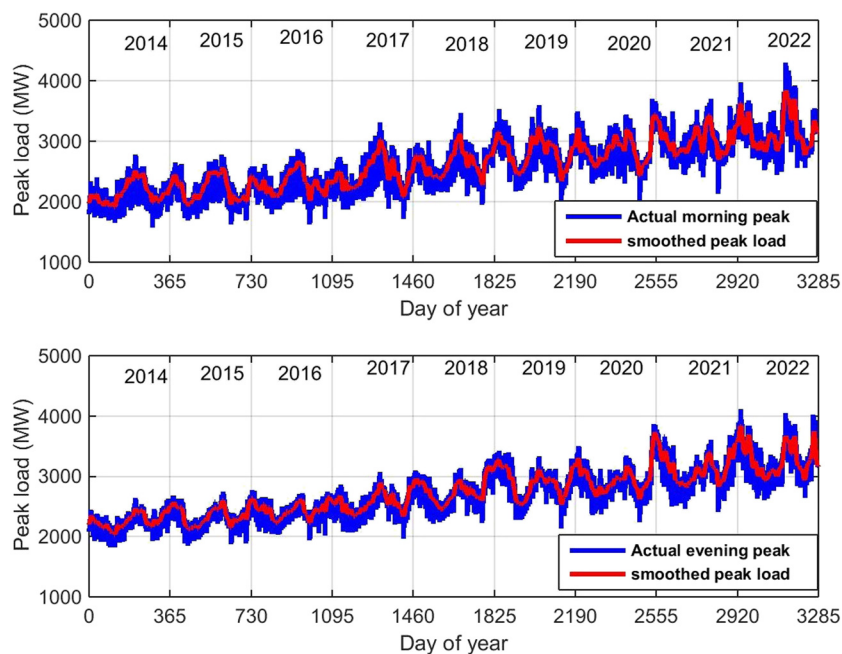 5000
4000
3000
2000
1000
Peak load (MW)
2014 2015 2016 2017 2018 2019 2020 2021 2022
Actual morning peak
smoothed peak load
0 365 730 1095 1460 1825 2190 2555 2920 3285
Day of year
5000
4000
3000
2000
1000
Peak load (MW)
2014 2015 2016 2017 2018 2019 2020 2021 2022
Actual evening peak
smoothed peak load
0 365 730 1095 1460 1825 2190 2555 2920 3285
Day of year